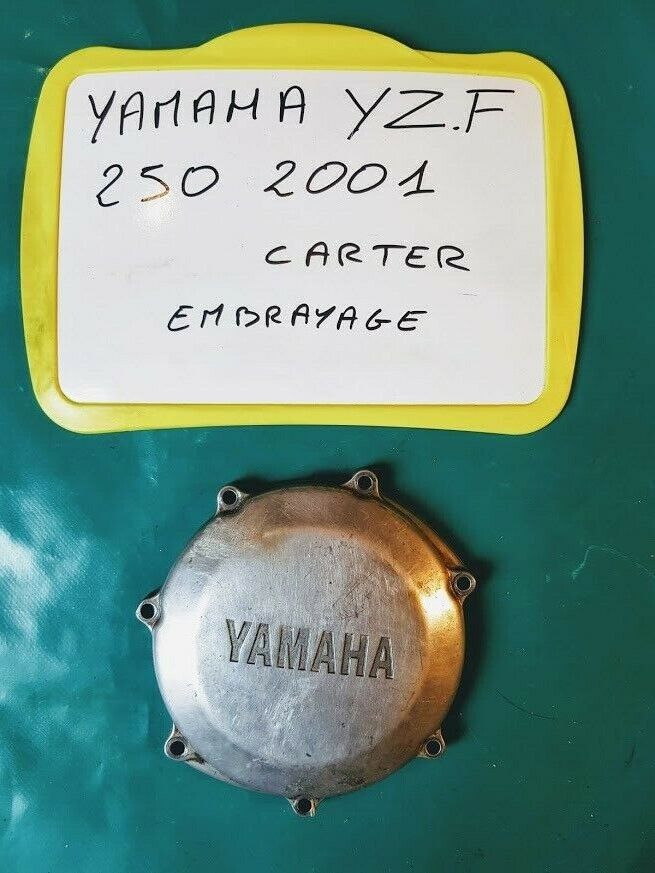 YAMAHA YZ.F
250 2001
CARTER
EMBRAYAGE
YAMAHA